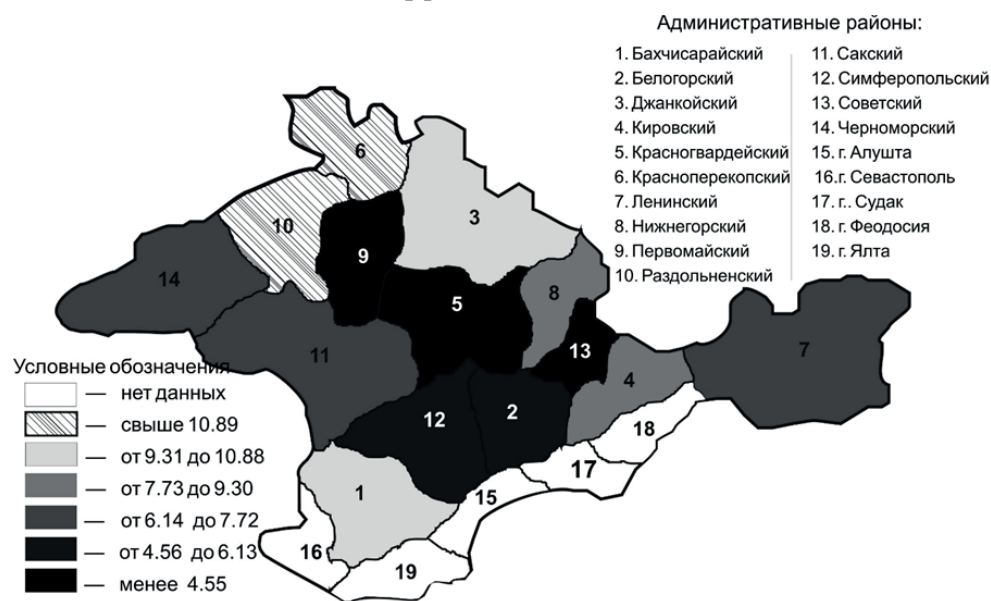 Административные районы:
1. Бахчисарайский
2. Белогорский
3. Джанкойский
4. Кировский
5. Красногвардейский
6. Красноперекопский
7. Ленинский
8. Нижнегорский
9. Первомайский
10. Раздольненский
11. Сакский
12. Симферопольский
13. Советский
14. Черноморский
15. г. Алушта
16. г. Севастополь
17. г.. Судак
18. г. Феодосия
19. г. Ялта
6
3
10
9
14
8
5
7
11
13
4
12
2
18
17
1
15
16
19
Условные обозначения
— нет данных
— свыше 10.89
— от 9.31 до 10.88
— от 7.73 до 9.30
— от 6.14 до 7.72
— от 4.56 до 6.13
— менее 4.55